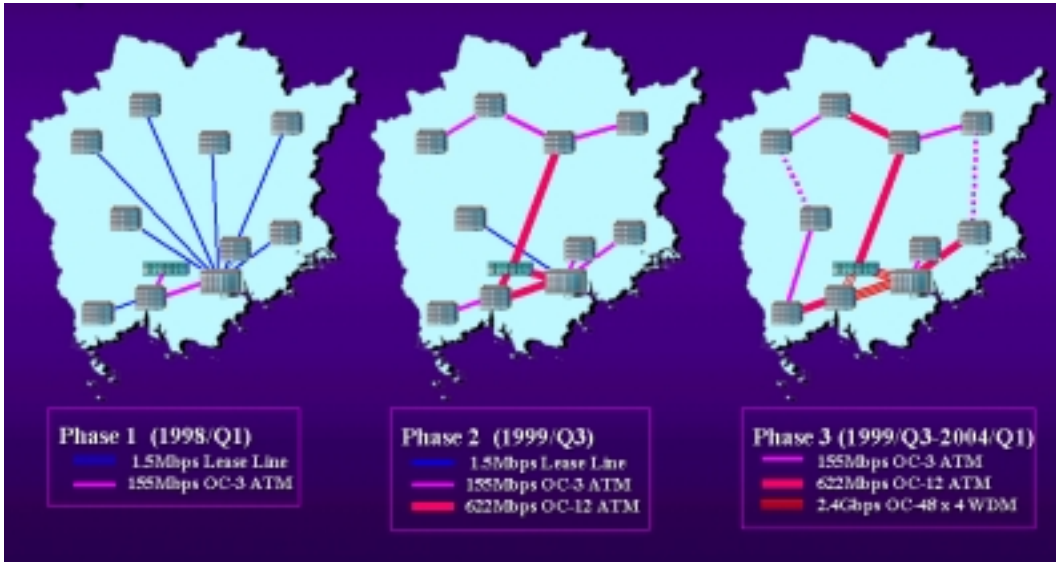 Phase 1 (1998/Q1)
1.5Mbps Lease Line
155Mbps OC-3 ATM
Phase 2 (1999/Q3)
1.5Mbps Lease Line
155Mbps OC-3 ATM
622Mbps OC-12 ATM
Phase 3 (1999/Q3-2004/Q1)
155Mbps OC-3 ATM
622Mbps OC-12 ATM
2.4Gbps OC-48 x 4 WDM